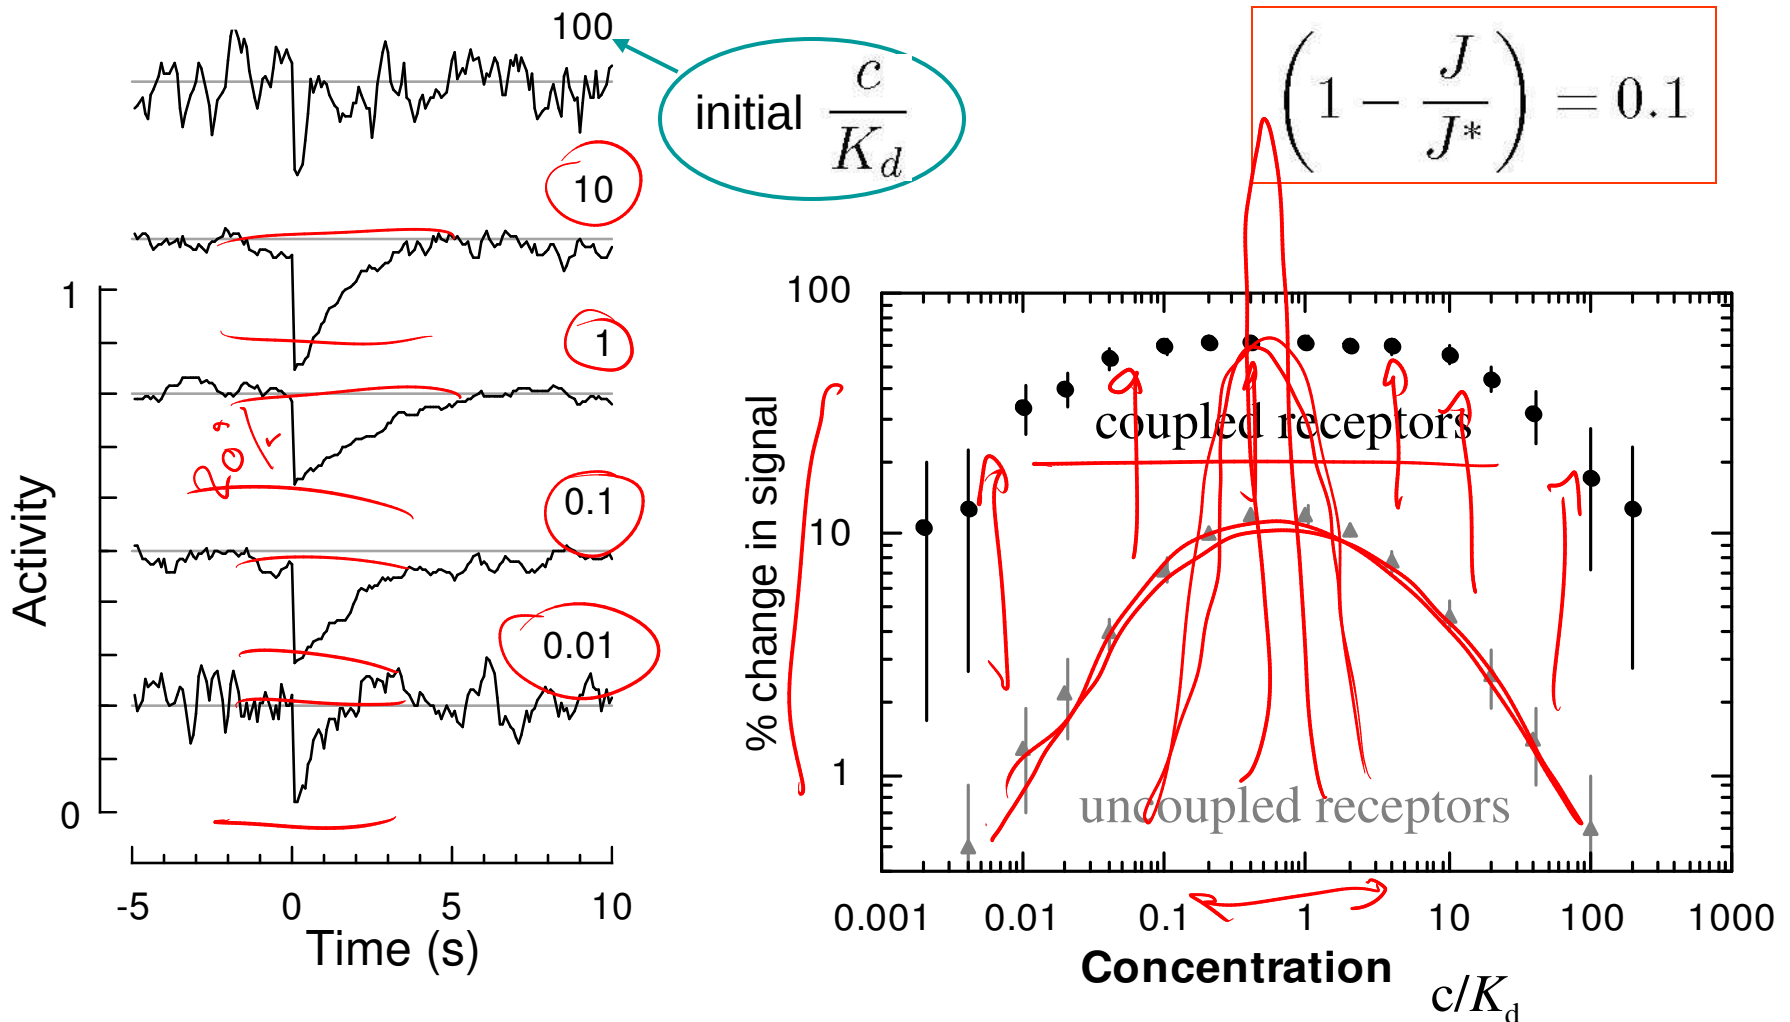 100
initial c/K_d
(1 − J/J*) = 0.1
10
1
0.1
0.01
20%
1
0
Activity
-5 0 5 10
Time (s)
100
10
1
% change in signal
coupled receptors
uncoupled receptors
0.001 0.01 0.1 1 10 100 1000
Concentration c/K_d